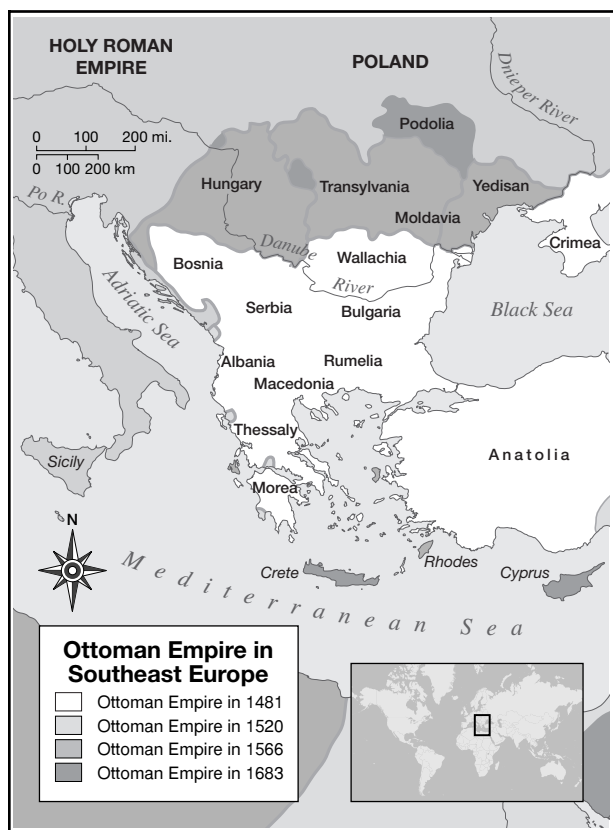 HOLY ROMAN
EMPIRE
POLAND
Dnieper River
0 100 200 mi.
0 100 200 km
Podolia
Hungary
Transylvania
Yedisan
Po R.
Moldavia
Crimea
Danube
River
Bosnia
Wallachia
Adriatic Sea
Serbia
Bulgaria
Black Sea
Albania
Rumelia
Macedonia
Thessaly
Anatolia
Sicily
Morea
N
Rhodes
Crete
Cyprus
Mediterranean Sea
Ottoman Empire in
Southeast Europe
Ottoman Empire in 1481
Ottoman Empire in 1520
Ottoman Empire in 1566
Ottoman Empire in 1683